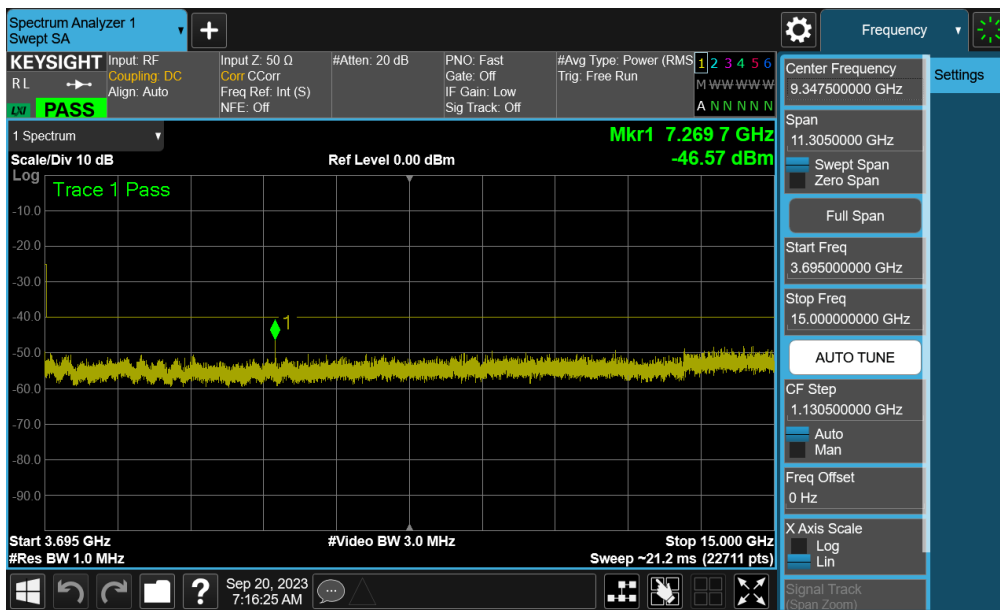 Spectrum Analyzer 1
Swept SA
Frequency
KEYSIGHT
RL
LXI
PASS
Input: RF
Coupling: DC
Align: Auto
Input Z: 50 Ω
Corr CCorr
Freq Ref: Int (S)
NFE: Off
#Atten: 20 dB
PNO: Fast
Gate: Off
IF Gain: Low
Sig Track: Off
#Avg Type: Power (RMS
Trig: Free Run
1 2 3 4 5 6
M W W W W W
A N N N N N
1 Spectrum
Mkr1 7.269 7 GHz
Scale/Div 10 dB
Ref Level 0.00 dBm
-46.57 dBm
Log
Trace 1 Pass
-10.0
-20.0
-30.0
-40.0
1
-50.0
-60.0
-70.0
-80.0
-90.0
Start 3.695 GHz
#Video BW 3.0 MHz
Stop 15.000 GHz
#Res BW 1.0 MHz
Sweep ~21.2 ms (22711 pts)
?
Sep 20, 2023
7:16:25 AM
Center Frequency
9.347500000 GHz
Settings
Span
11.3050000 GHz
Swept Span
Zero Span
Full Span
Start Freq
3.695000000 GHz
Stop Freq
15.000000000 GHz
AUTO TUNE
CF Step
1.130500000 GHz
Auto
Man
Freq Offset
0 Hz
X Axis Scale
Log
Lin
Signal Track
(Span Zoom)